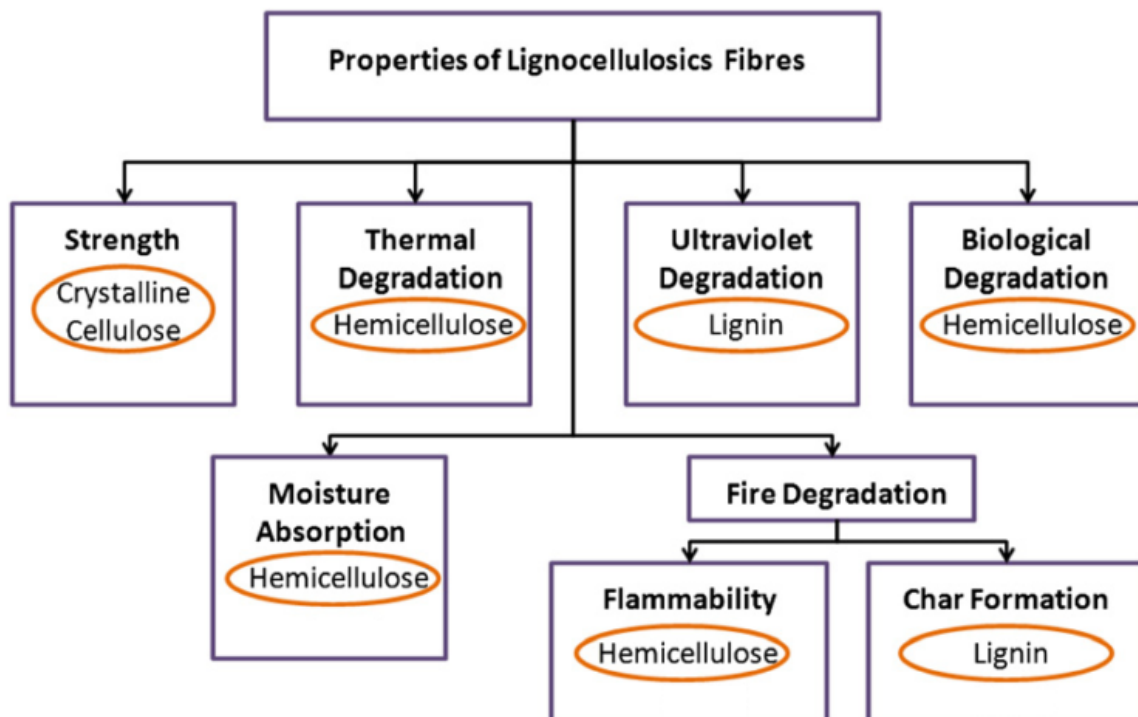 Properties of Lignocellulosics Fibres
Strength
Crystalline
Cellulose
Thermal
Degradation
Hemicellulose
Ultraviolet
Degradation
Lignin
Biological
Degradation
Hemicellulose
Moisture
Absorption
Hemicellulose
Fire Degradation
Flammability
Hemicellulose
Char Formation
Lignin